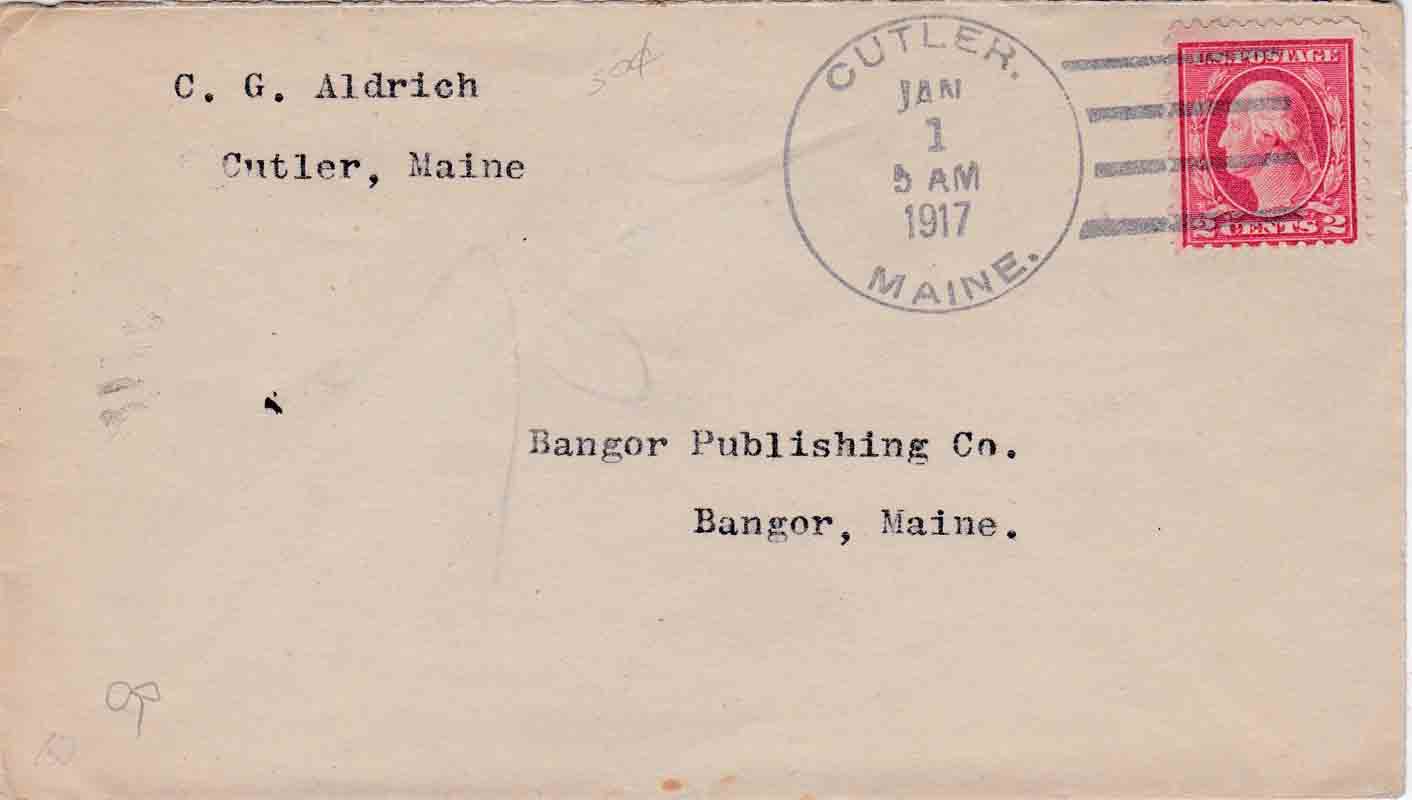 C. G. Aldrich
Cutler, Maine
50¢
CUTLER.
JAN
1
5 AM
1917
MAINE.
U.S. POSTAGE
2 CENTS 2
Bangor Publishing Co.
Bangor, Maine.